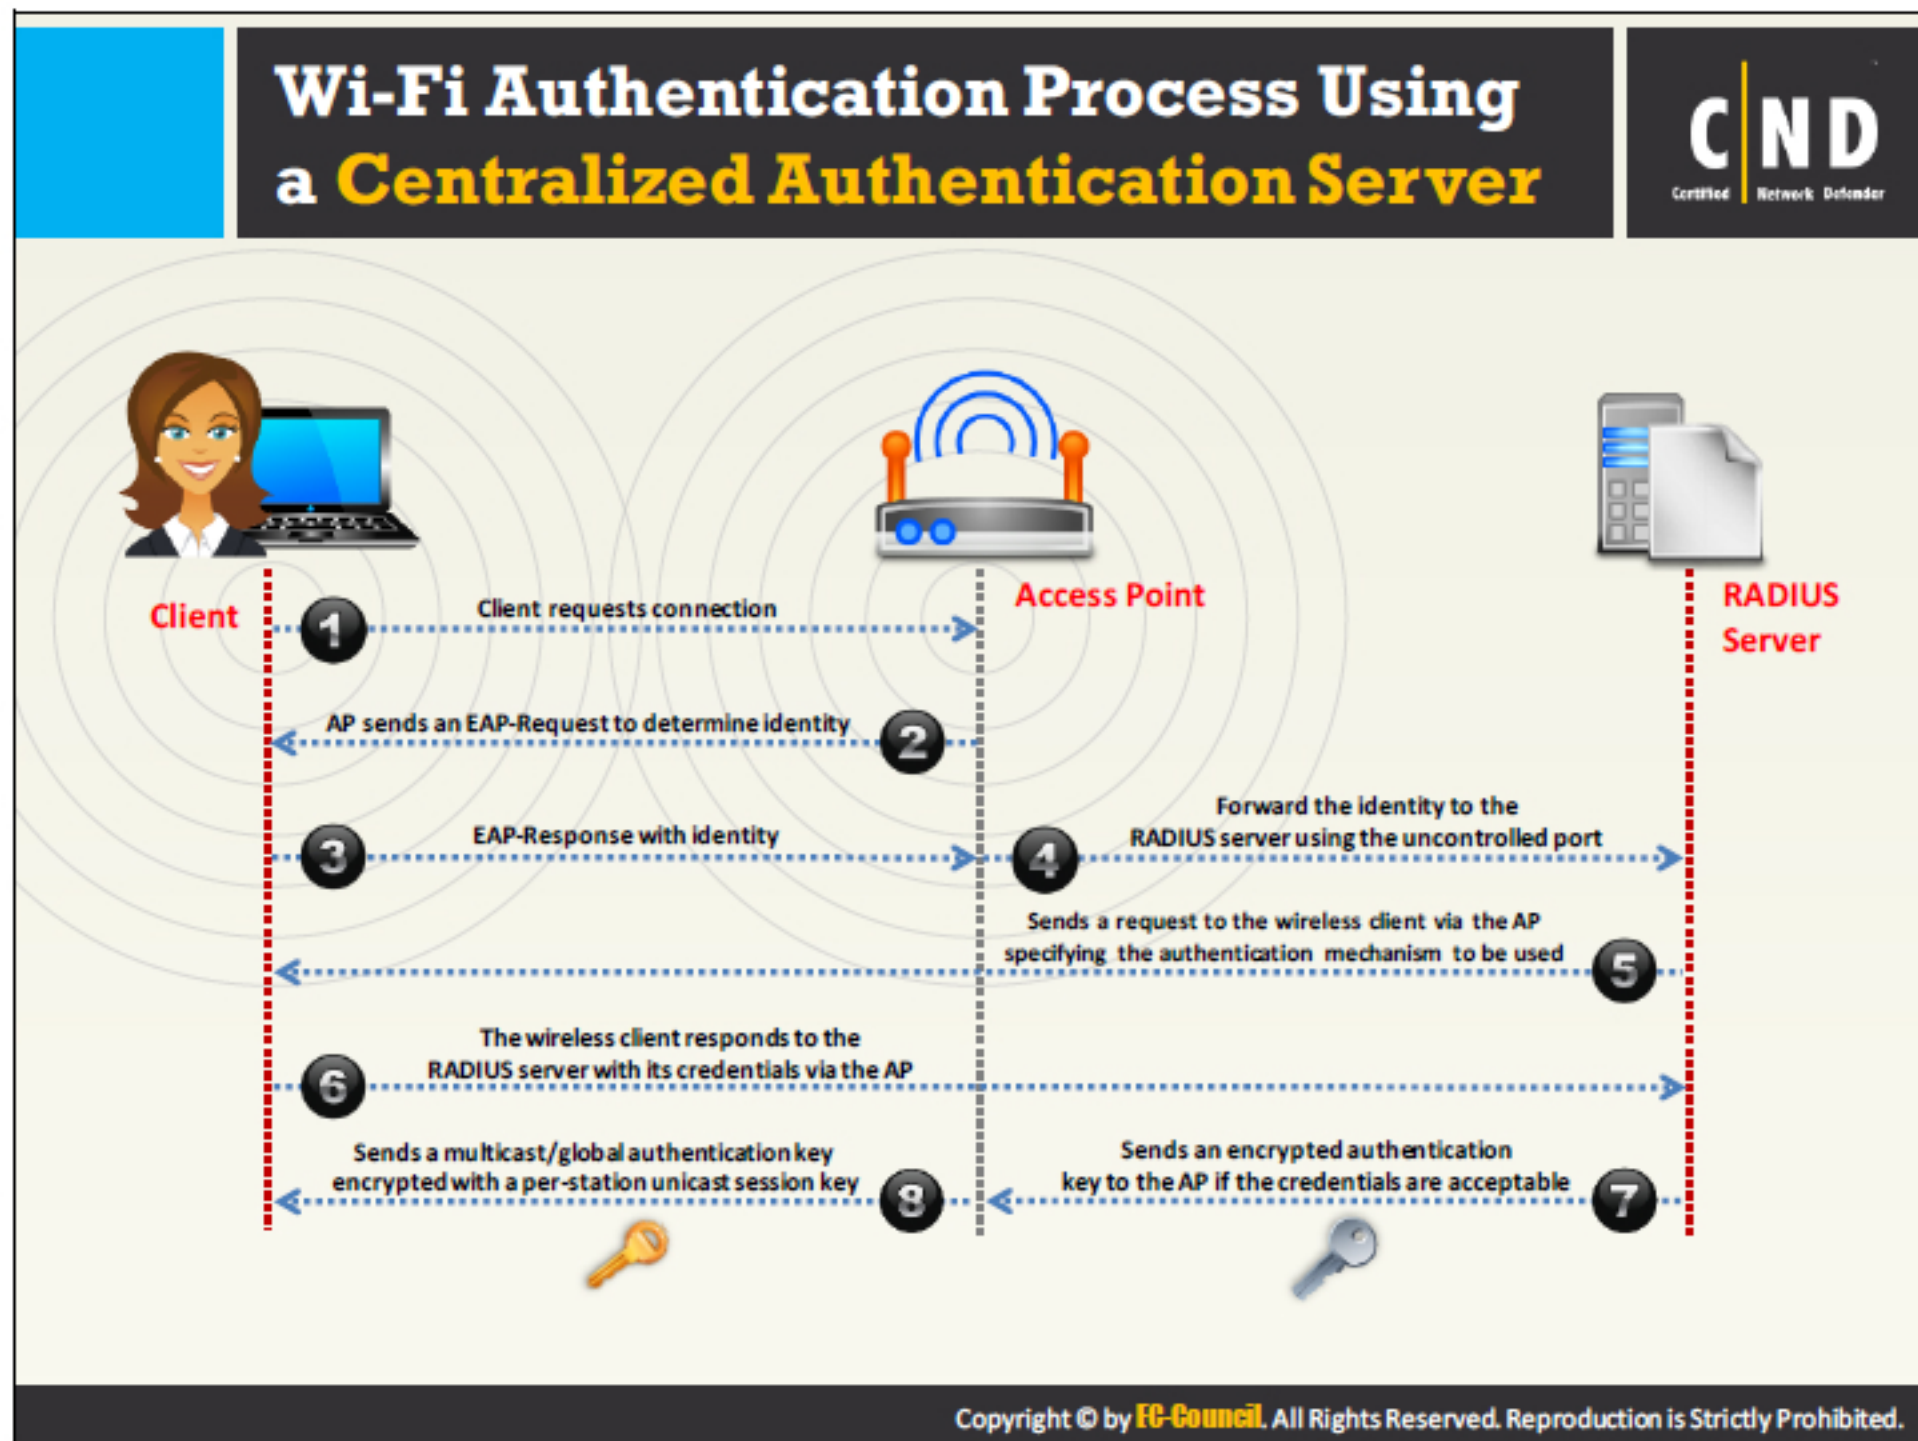 Wi-Fi Authentication Process Using
a Centralized Authentication Server
C ND
Certified Network Defender
Client
Access Point
RADIUS
Server
1
Client requests connection
AP sends an EAP-Request to determine identity
2
3
EAP-Response with identity
4
Forward the identity to the
RADIUS server using the uncontrolled port
Sends a request to the wireless client via the AP
specifying the authentication mechanism to be used
5
The wireless client responds to the
RADIUS server with its credentials via the AP
6
Sends an encrypted authentication
key to the AP if the credentials are acceptable
7
Sends a multicast/global authentication key
encrypted with a per-station unicast session key
8
Copyright © by EC-Council. All Rights Reserved. Reproduction is Strictly Prohibited.